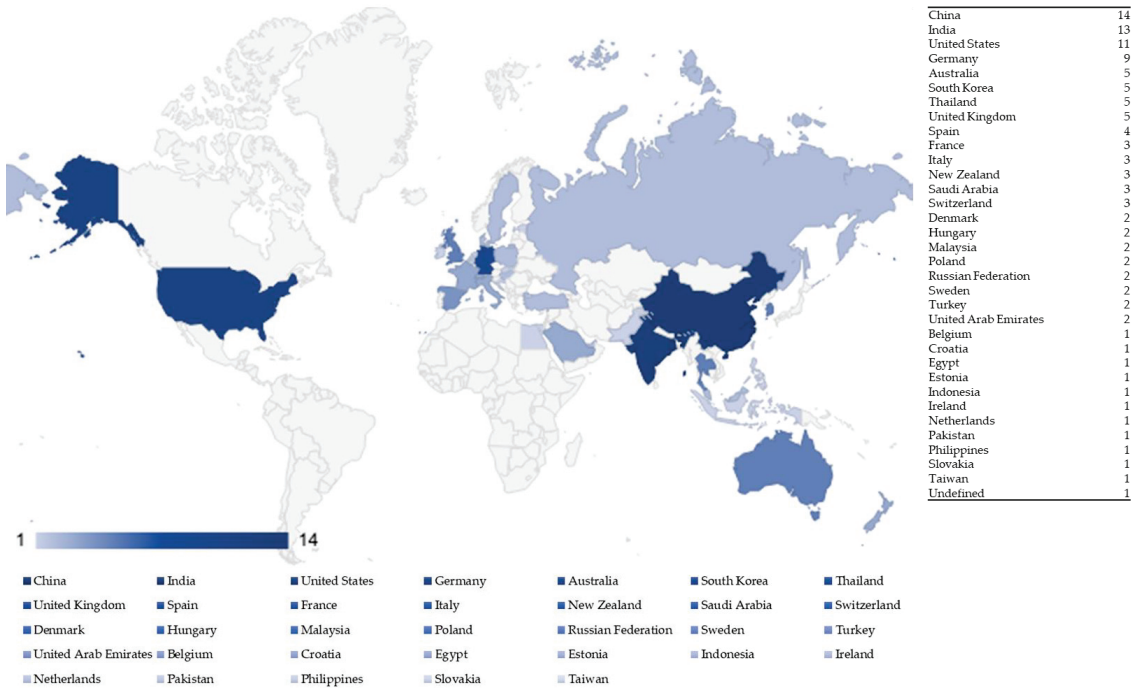 China 14
India 13
United States 11
Germany 9
Australia 5
South Korea 5
Thailand 5
United Kingdom 5
Spain 4
France 3
Italy 3
New Zealand 3
Saudi Arabia 3
Switzerland 3
Denmark 2
Hungary 2
Malaysia 2
Poland 2
Russian Federation 2
Sweden 2
Turkey 2
United Arab Emirates 2
Belgium 1
Croatia 1
Egypt 1
Estonia 1
Indonesia 1
Ireland 1
Netherlands 1
Pakistan 1
Philippines 1
Slovakia 1
Taiwan 1
Undefined 1
1 14
China India United States Germany Australia South Korea Thailand
United Kingdom Spain France Italy New Zealand Saudi Arabia Switzerland
Denmark Hungary Malaysia Poland Russian Federation Sweden Turkey
United Arab Emirates Belgium Croatia Egypt Estonia Indonesia Ireland
Netherlands Pakistan Philippines Slovakia Taiwan